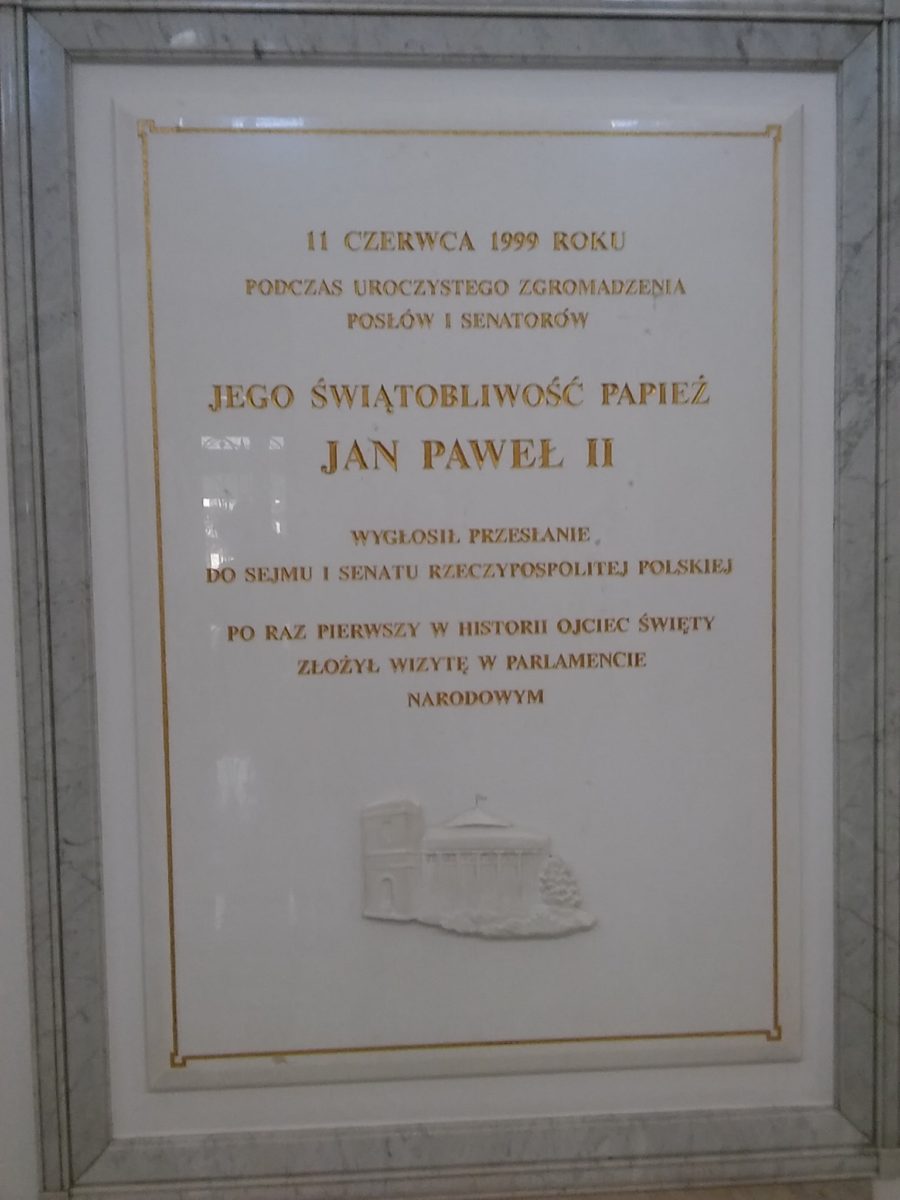 11 CZERWCA 1999 ROKU
PODCZAS UROCZYSTEGO ZGROMADZENIA
POSŁÓW I SENATORÓW
JEGO ŚWIĄTOBLIWOŚĆ PAPIEŻ
JAN PAWEŁ II
WYGŁOSIŁ PRZESŁANIE
DO SEJMU I SENATU RZECZYPOSPOLITEJ POLSKIEJ
PO RAZ PIERWSZY W HISTORII OJCIEC ŚWIĘTY
ZŁOŻYŁ WIZYTĘ W PARLAMENCIE
NARODOWYM